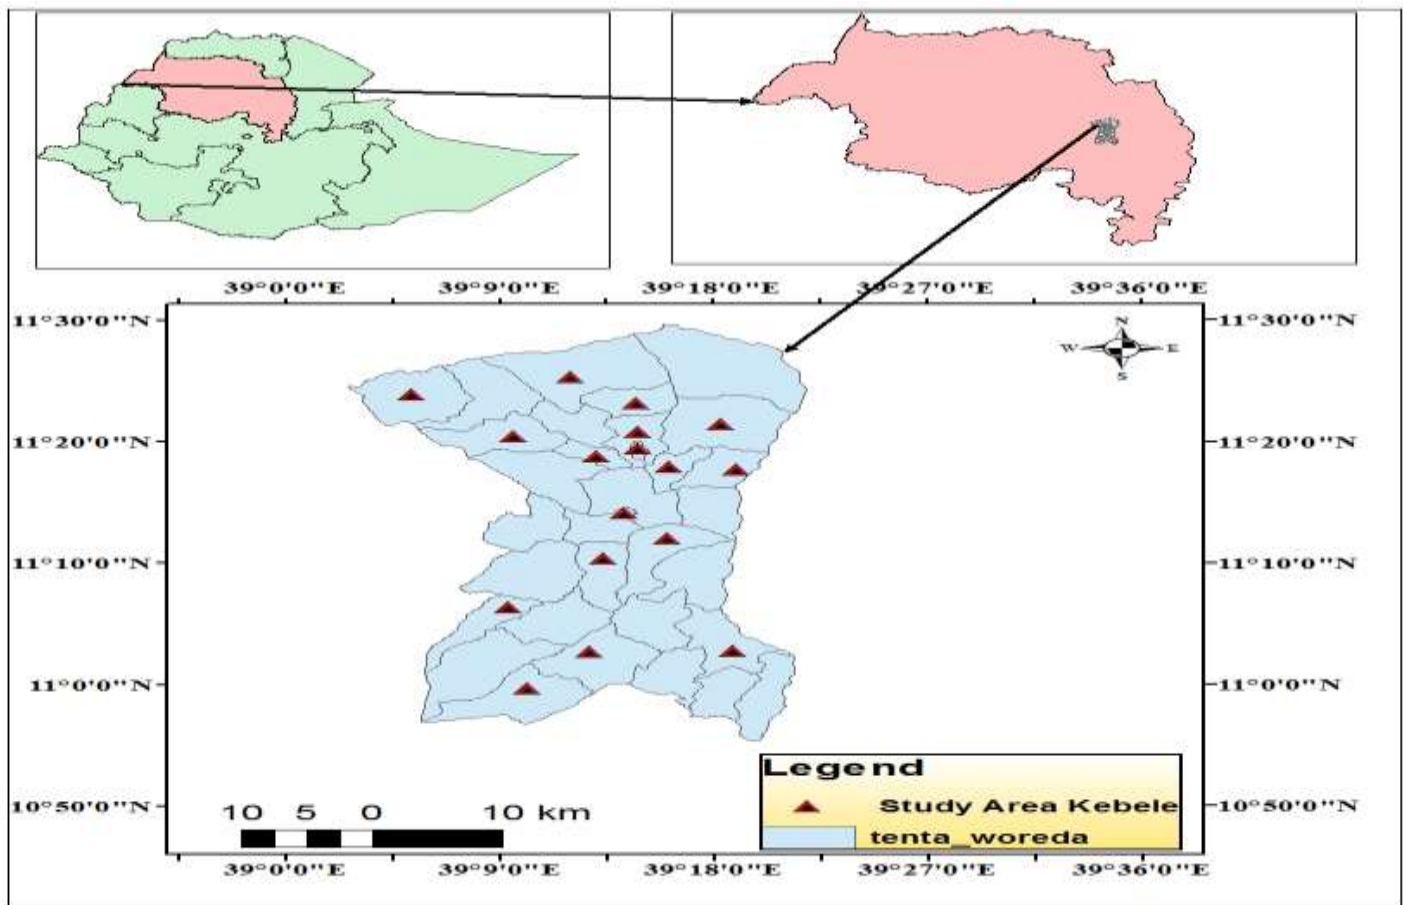 39°0'0"E 39°9'0"E 39°18'0"E 39°27'0"E 39°36'0"E
11°30'0"N 11°30'0"N
N
W E
S
11°20'0"N 11°20'0"N
11°10'0"N 11°10'0"N
11°0'0"N 11°0'0"N
Legend
10 5 0 10 km
Study Area Kebele
10°50'0"N 10°50'0"N
tenta_woreda
39°0'0"E 39°9'0"E 39°18'0"E 39°27'0"E 39°36'0"E